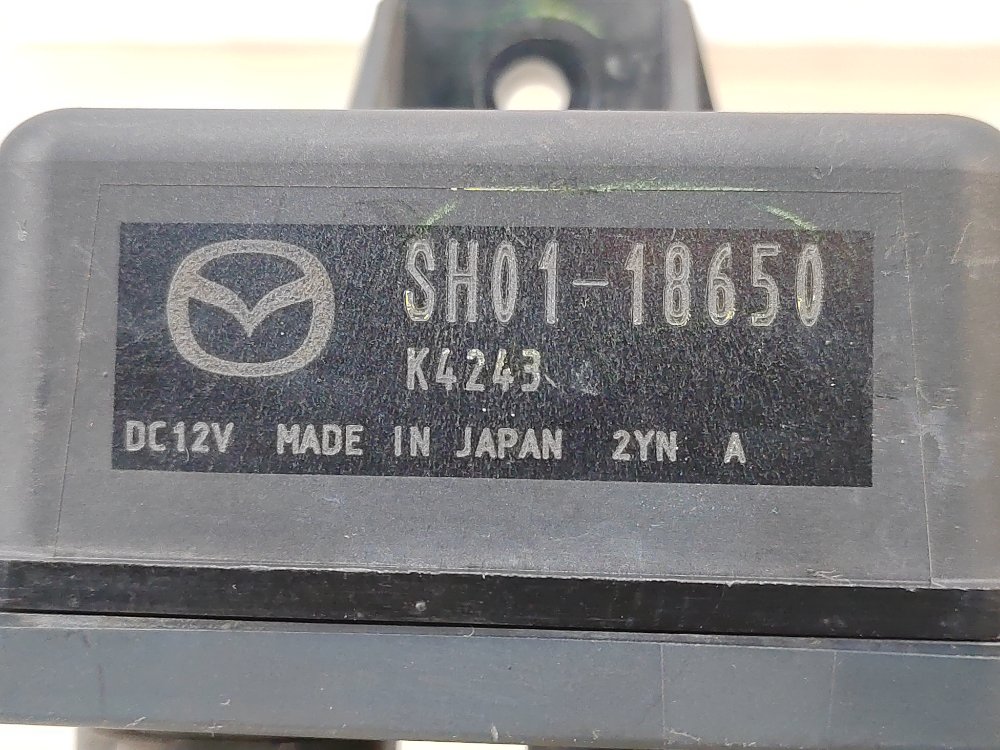 SH01-18650
K4243
DC12V MADE IN JAPAN 2YN A